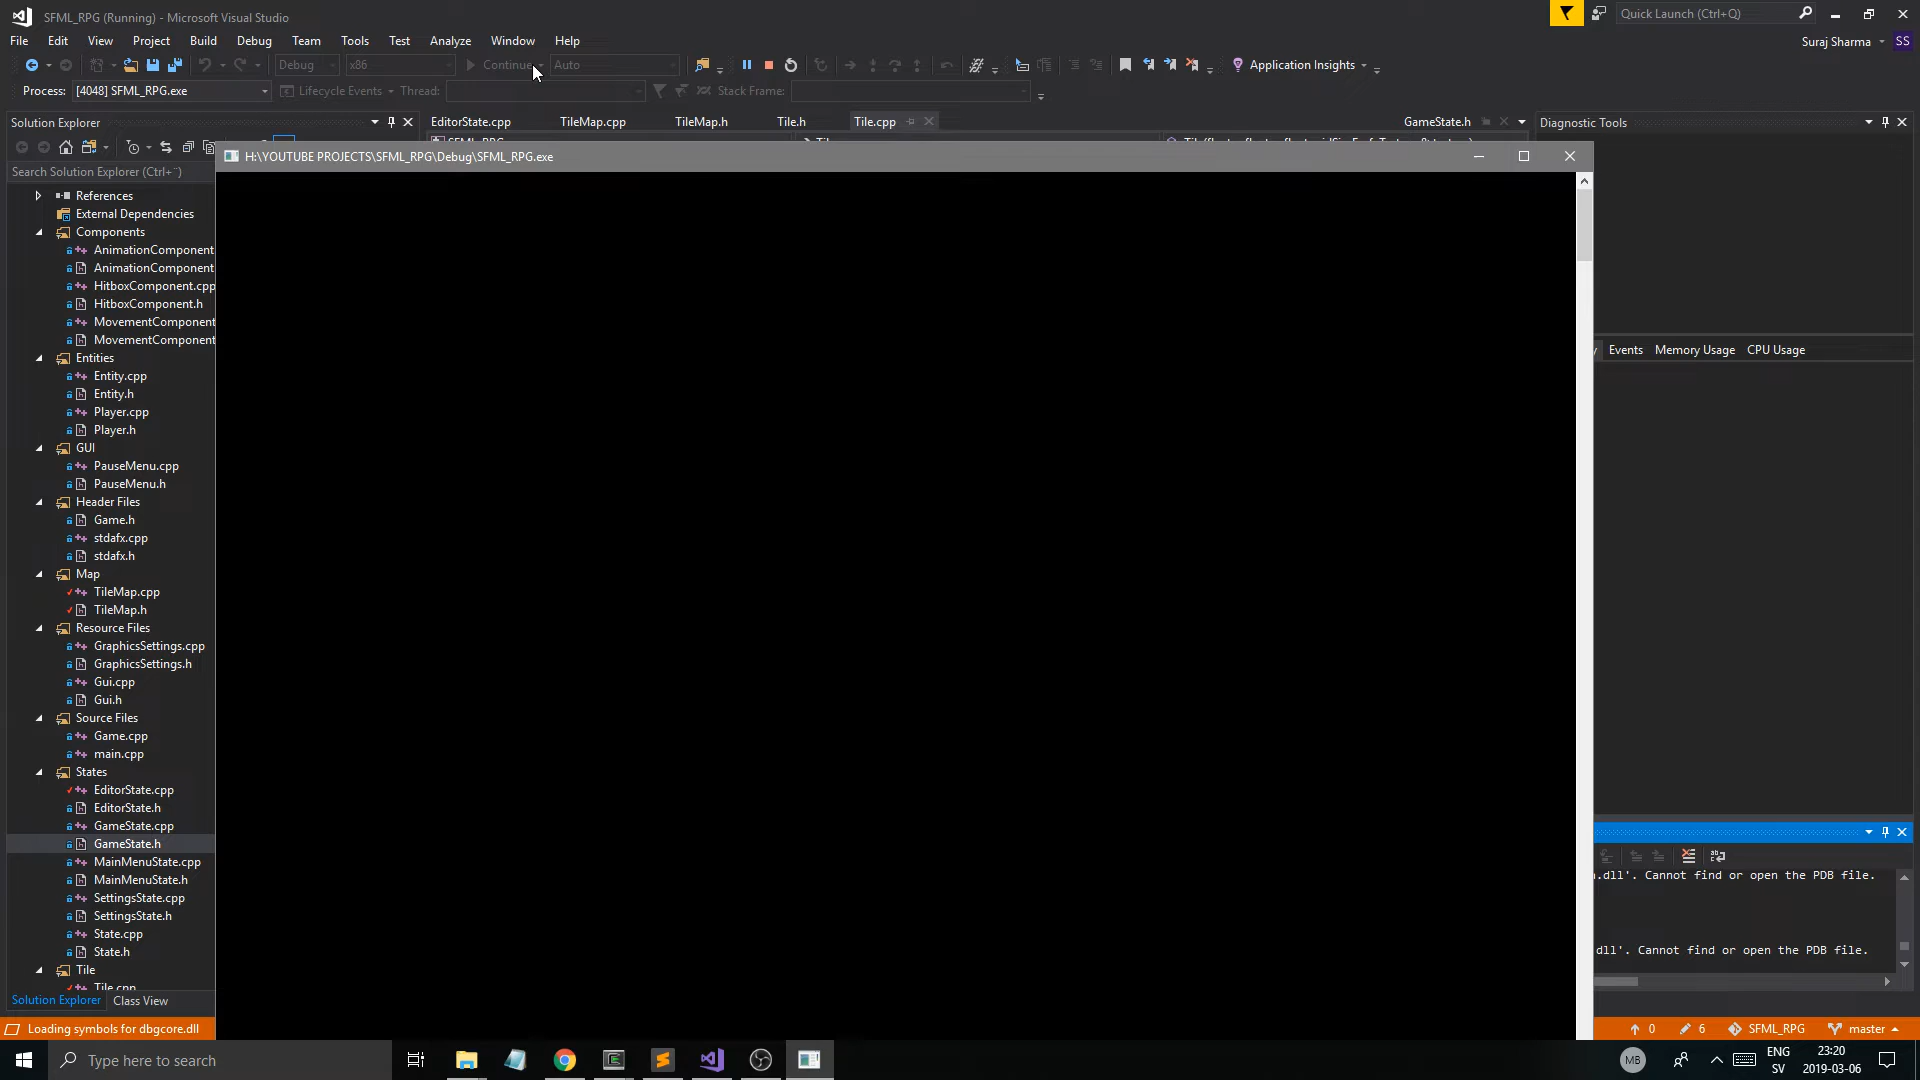 SFML_RPG (Running) - Microsoft Visual Studio
Quick Launch (Ctrl+Q)
File Edit View Project Build Debug Team Tools Test Analyze Window Help
Suraj Sharma SS
Debug x86 Continue Auto Application Insights
Process: [4048] SFML_RPG.exe Lifecycle Events Thread: Stack Frame:
Solution Explorer
EditorState.cpp TileMap.cpp TileMap.h Tile.h Tile.cpp GameState.h
Diagnostic Tools
H:\YOUTUBE PROJECTS\SFML_RPG\Debug\SFML_RPG.exe
Search Solution Explorer (Ctrl+¨)
References
External Dependencies
Components
AnimationComponent
AnimationComponent
HitboxComponent.cpp
HitboxComponent.h
MovementComponent
MovementComponent
Entities
Entity.cpp
Entity.h
Player.cpp
Player.h
GUI
PauseMenu.cpp
PauseMenu.h
Header Files
Game.h
stdafx.cpp
stdafx.h
Map
TileMap.cpp
TileMap.h
Resource Files
GraphicsSettings.cpp
GraphicsSettings.h
Gui.cpp
Gui.h
Source Files
Game.cpp
main.cpp
States
EditorState.cpp
EditorState.h
GameState.cpp
GameState.h
MainMenuState.cpp
MainMenuState.h
SettingsState.cpp
SettingsState.h
State.cpp
State.h
Tile
Tile.cpp
Solution Explorer Class View
Events Memory Usage CPU Usage
.dll'. Cannot find or open the PDB file.
dll'. Cannot find or open the PDB file.
Loading symbols for dbgcore.dll
0 6 SFML_RPG master
Type here to search
MB
ENG
SV
23:20
2019-03-06